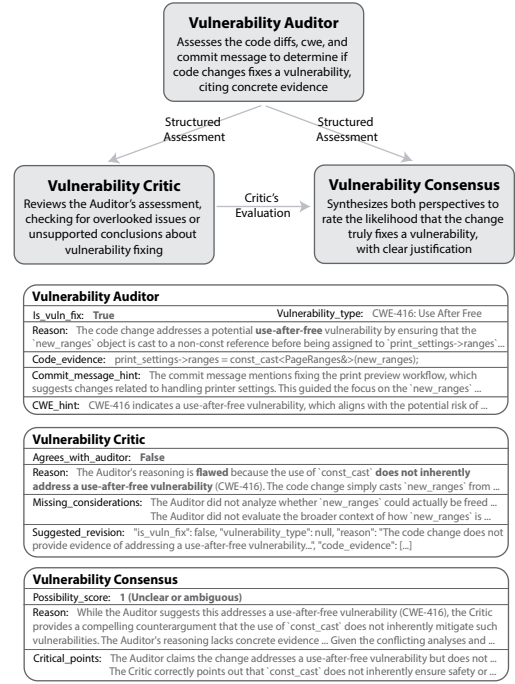 Vulnerability Auditor
Assesses the code diffs, cwe, and
commit message to determine if
code changes fixes a vulnerability,
citing concrete evidence
Structured
Assessment
Structured
Assessment
Vulnerability Critic
Reviews the Auditor's assessment,
checking for overlooked issues or
unsupported conclusions about
vulnerability fixing
Critic's
Evaluation
Vulnerability Consensus
Synthesizes both perspectives to
rate the likelihood that the change
truly fixes a vulnerability,
with clear justification
Vulnerability Auditor
Is_vuln_fix: True Vulnerability_type: CWE-416: Use After Free
Reason: The code change addresses a potential use-after-free vulnerability by ensuring that the
`new_ranges` object is cast to a non-const reference before being assigned to `print_settings->ranges`...
Code_evidence: print_settings->ranges = const_cast<PageRanges&>(new_ranges);
Commit_message_hint: The commit message mentions fixing the print preview workflow, which
suggests changes related to handling printer settings. This guided the focus on the `new_ranges` ...
CWE_hint: CWE-416 indicates a use-after-free vulnerability, which aligns with the potential risk of ...
Vulnerability Critic
Agrees_with_auditor: False
Reason: The Auditor's reasoning is flawed because the use of `const_cast` does not inherently
address a use-after-free vulnerability (CWE-416). The code change simply casts `new_ranges` from ...
Missing_considerations: The Auditor did not analyze whether `new_ranges` could actually be freed ...
The Auditor did not evaluate the broader context of how `new_ranges` is ...
Suggested_revision: "is_vuln_fix": false, "vulnerability_type": null, "reason": "The code change does not
provide evidence of addressing a use-after-free vulnerability...", "code_evidence": [...]
Vulnerability Consensus
Possibility_score: 1 (Unclear or ambiguous)
Reason: While the Auditor suggests this addresses a use-after-free vulnerability (CWE-416), the Critic
provides a compelling counterargument that the use of `const_cast` does not inherently mitigate such
vulnerabilities. The Auditor's reasoning lacks concrete evidence ... Given the conflicting analyses and ...
Critical_points: The Auditor claims the change addresses a use-after-free vulnerability but does not ...
The Critic correctly points out that `const_cast` does not inherently ensure safety or ...